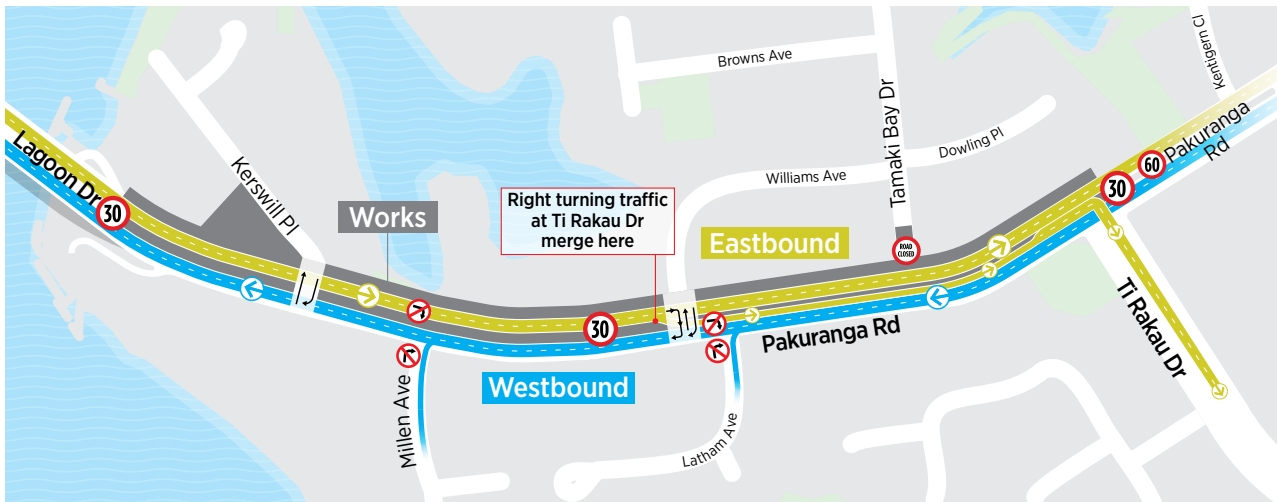 Browns Ave
Kentigern Cl
Tamaki Bay Dr
Dowling Pl
Williams Ave
Lagoon Dr
Kerswill Pl
30
Works
Right turning traffic
at Ti Rakau Dr
merge here
Eastbound
ROAD
CLOSED
30
60
Pakuranga
Rd
30
Pakuranga Rd
Ti Rakau Dr
Westbound
Millen Ave
Latham Ave